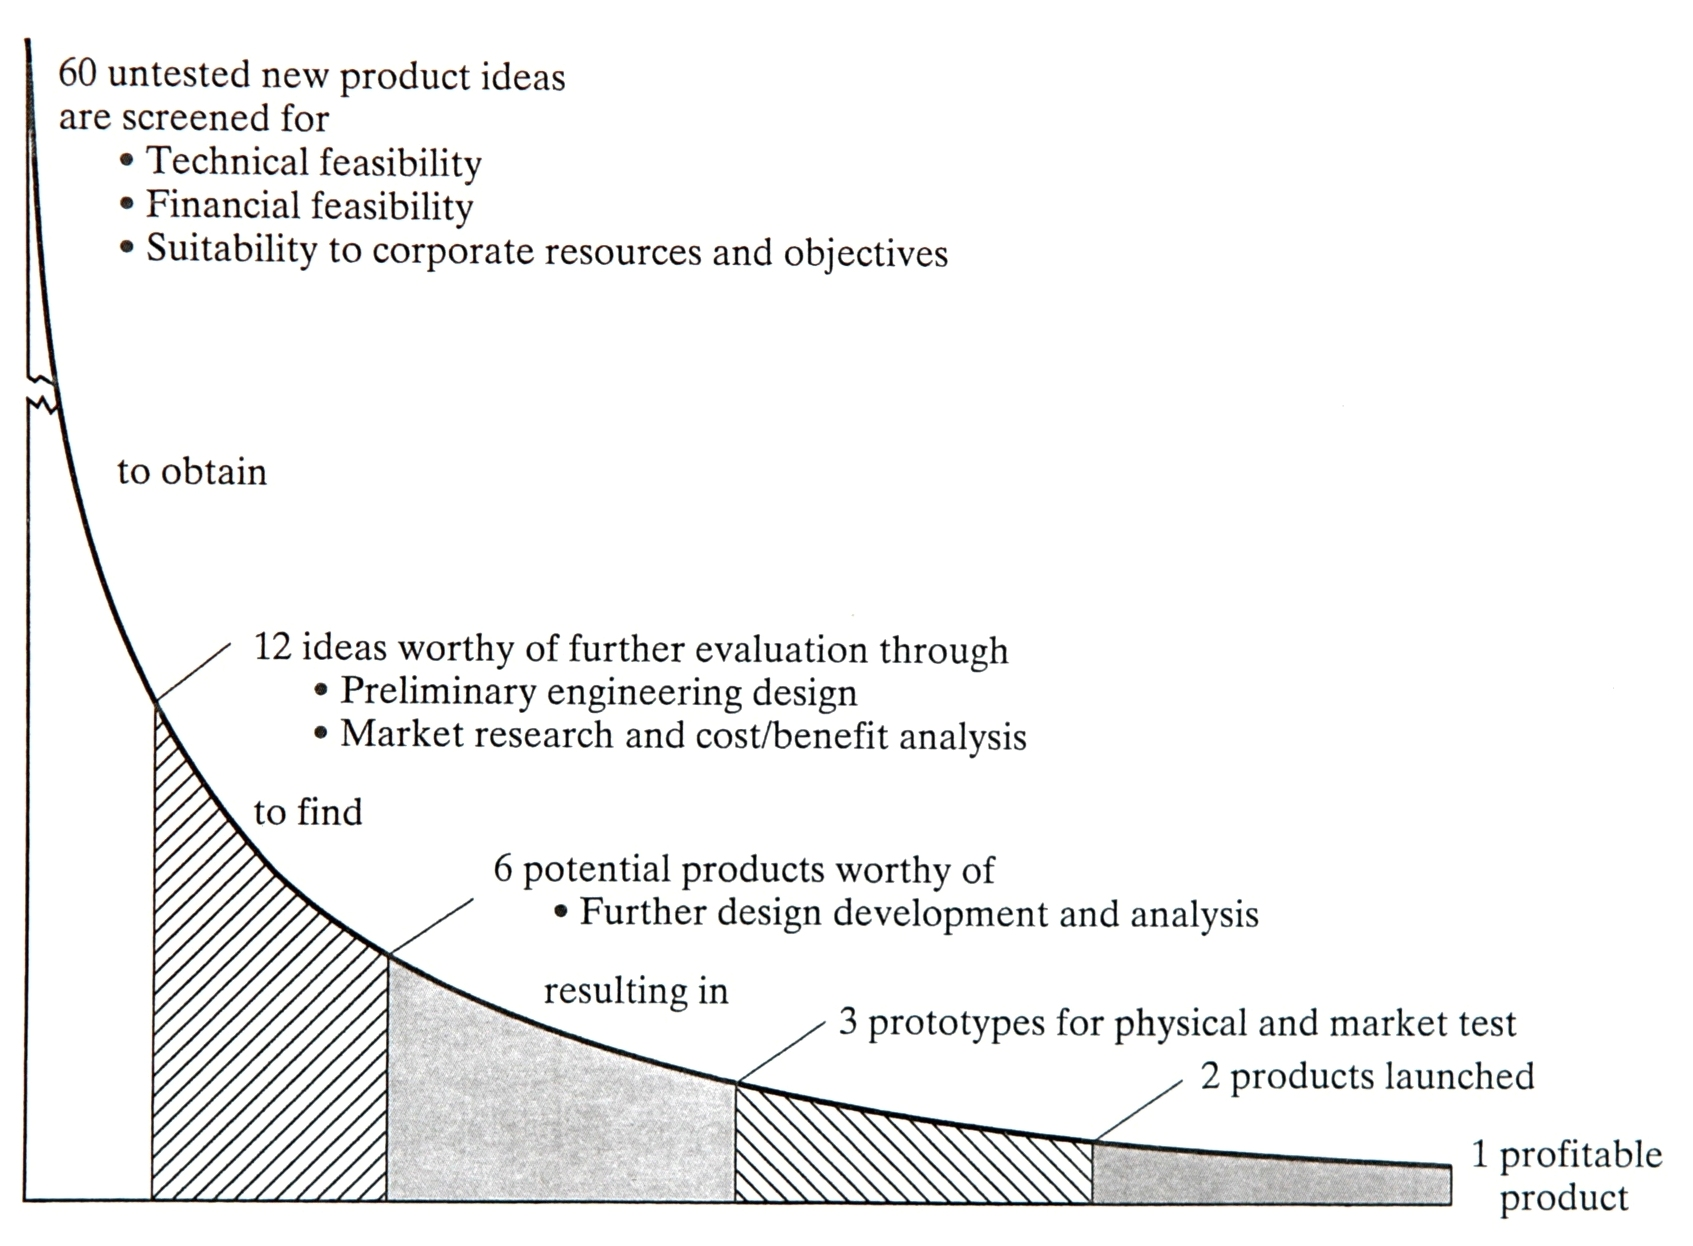 60 untested new product ideas
are screened for
• Technical feasibility
• Financial feasibility
• Suitability to corporate resources and objectives
to obtain
12 ideas worthy of further evaluation through
• Preliminary engineering design
• Market research and cost/benefit analysis
to find
6 potential products worthy of
• Further design development and analysis
resulting in
3 prototypes for physical and market test
2 products launched
1 profitable
product